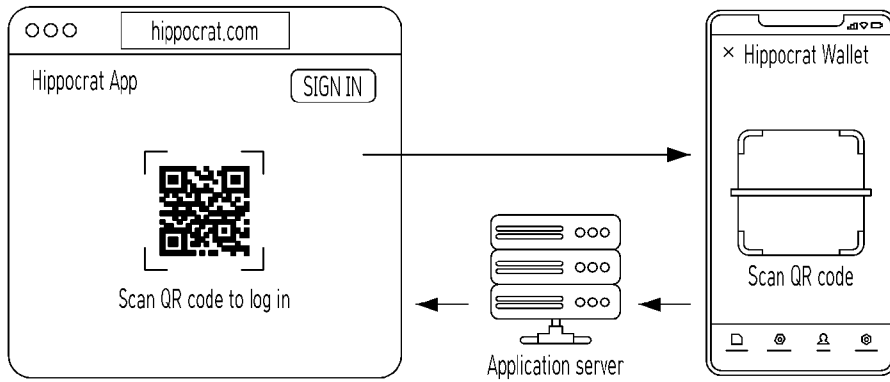 hippocrat.com
Hippocrat App
SIGN IN
Scan QR code to log in
Application server
× Hippocrat Wallet
Scan QR code